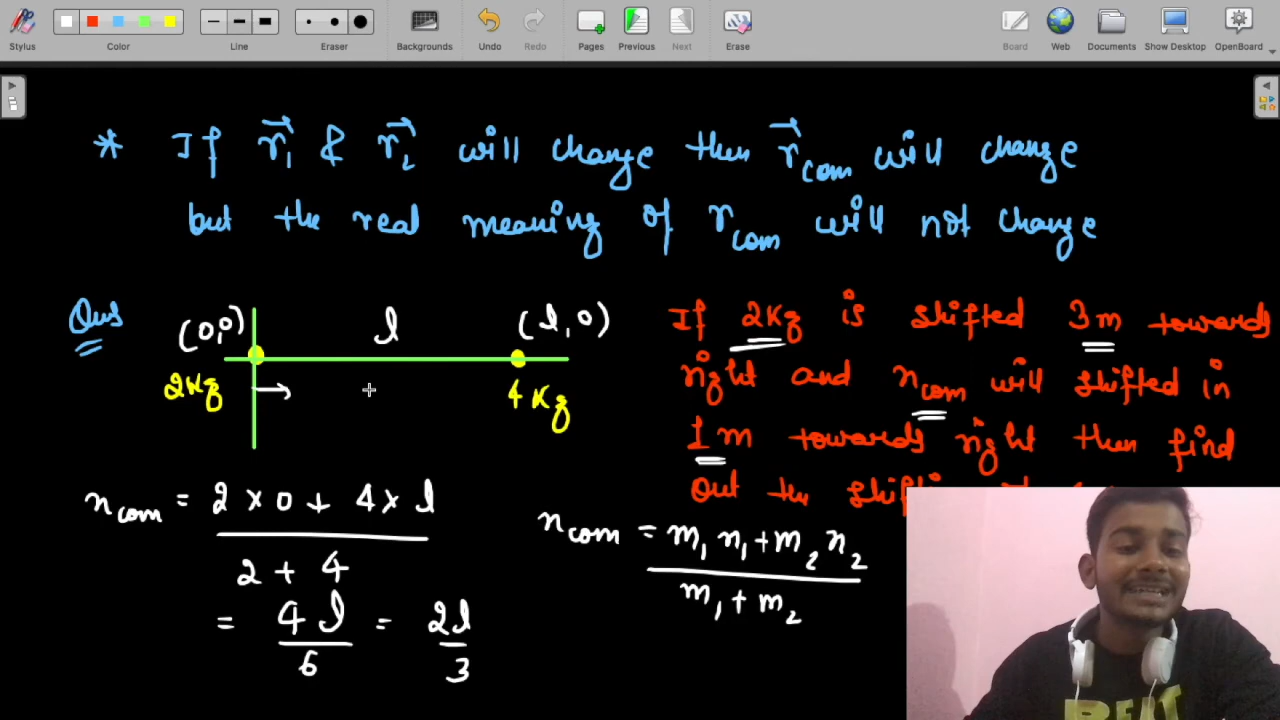 Stylus
Color
Line
Eraser
Backgrounds
Undo
Redo
Pages
Previous
Next
Erase
Board
Web
Documents
Show Desktop
OpenBoard
* If r⃗₁ & r⃗₂ will change then r⃗com will change
but the real meaning of rcom will not change
Ques
(0,0)
l
(l,0)
2Kg
4 Kg
If 2Kg is shifted 3m towards
right and xcom will shifted in
1m towards right then find
out the
xcom = 2 × 0 + 4 × l
2 + 4
= 4l/6 = 2l/3
xcom = m₁x₁ + m₂x₂
m₁ + m₂